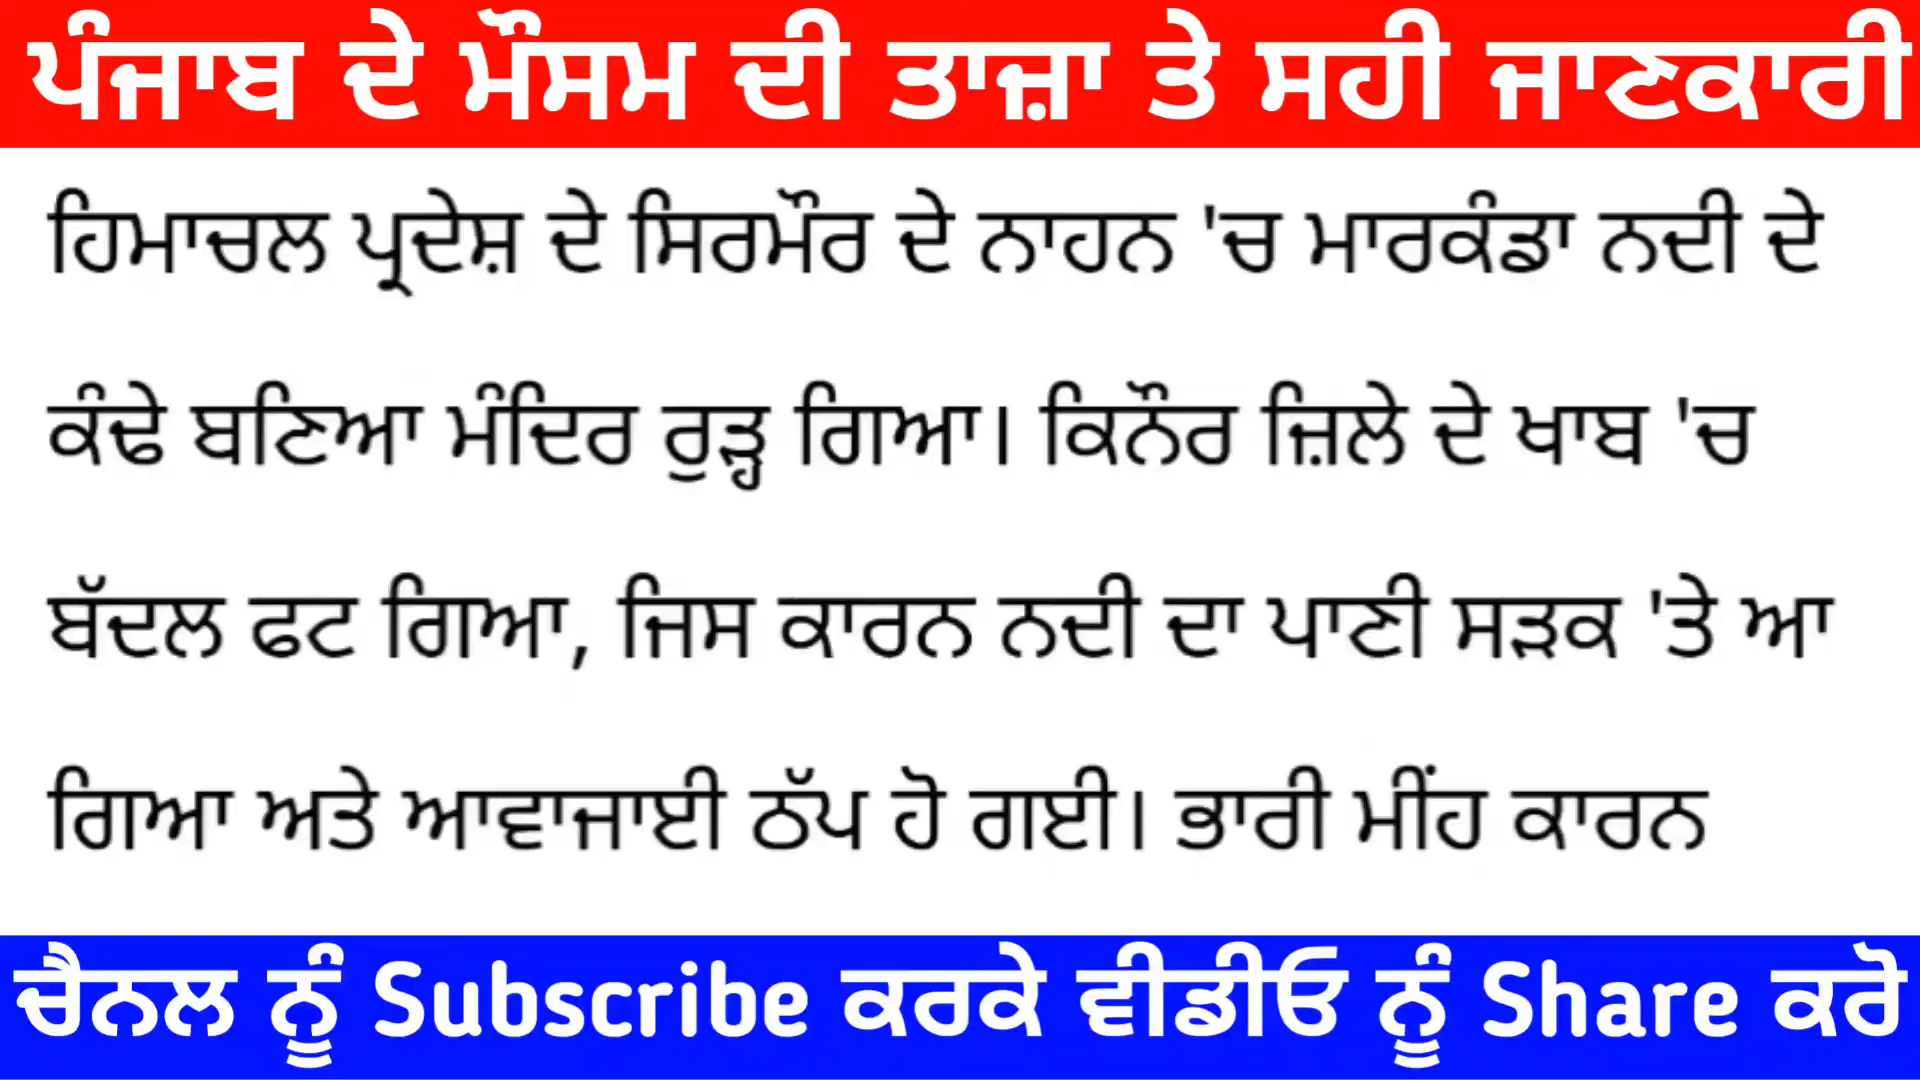 ਪੰਜਾਬ ਦੇ ਮੌਸਮ ਦੀ ਤਾਜ਼ਾ ਤੇ ਸਹੀ ਜਾਣਕਾਰੀ
ਹਿਮਾਚਲ ਪ੍ਰਦੇਸ਼ ਦੇ ਸਿਰਮੌਰ ਦੇ ਨਾਹਨ 'ਚ ਮਾਰਕੰਡਾ ਨਦੀ ਦੇ
ਕੰਢੇ ਬਣਿਆ ਮੰਦਿਰ ਰੁੜ੍ਹ ਗਿਆ। ਕਿਨੌਰ ਜ਼ਿਲੇ ਦੇ ਖਾਬ 'ਚ
ਬੱਦਲ ਫਟ ਗਿਆ, ਜਿਸ ਕਾਰਨ ਨਦੀ ਦਾ ਪਾਣੀ ਸੜਕ 'ਤੇ ਆ
ਗਿਆ ਅਤੇ ਆਵਾਜਾਈ ਠੱਪ ਹੋ ਗਈ। ਭਾਰੀ ਮੀਂਹ ਕਾਰਨ
ਚੈਨਲ ਨੂੰ Subscribe ਕਰਕੇ ਵੀਡੀਓ ਨੂੰ Share ਕਰੋ